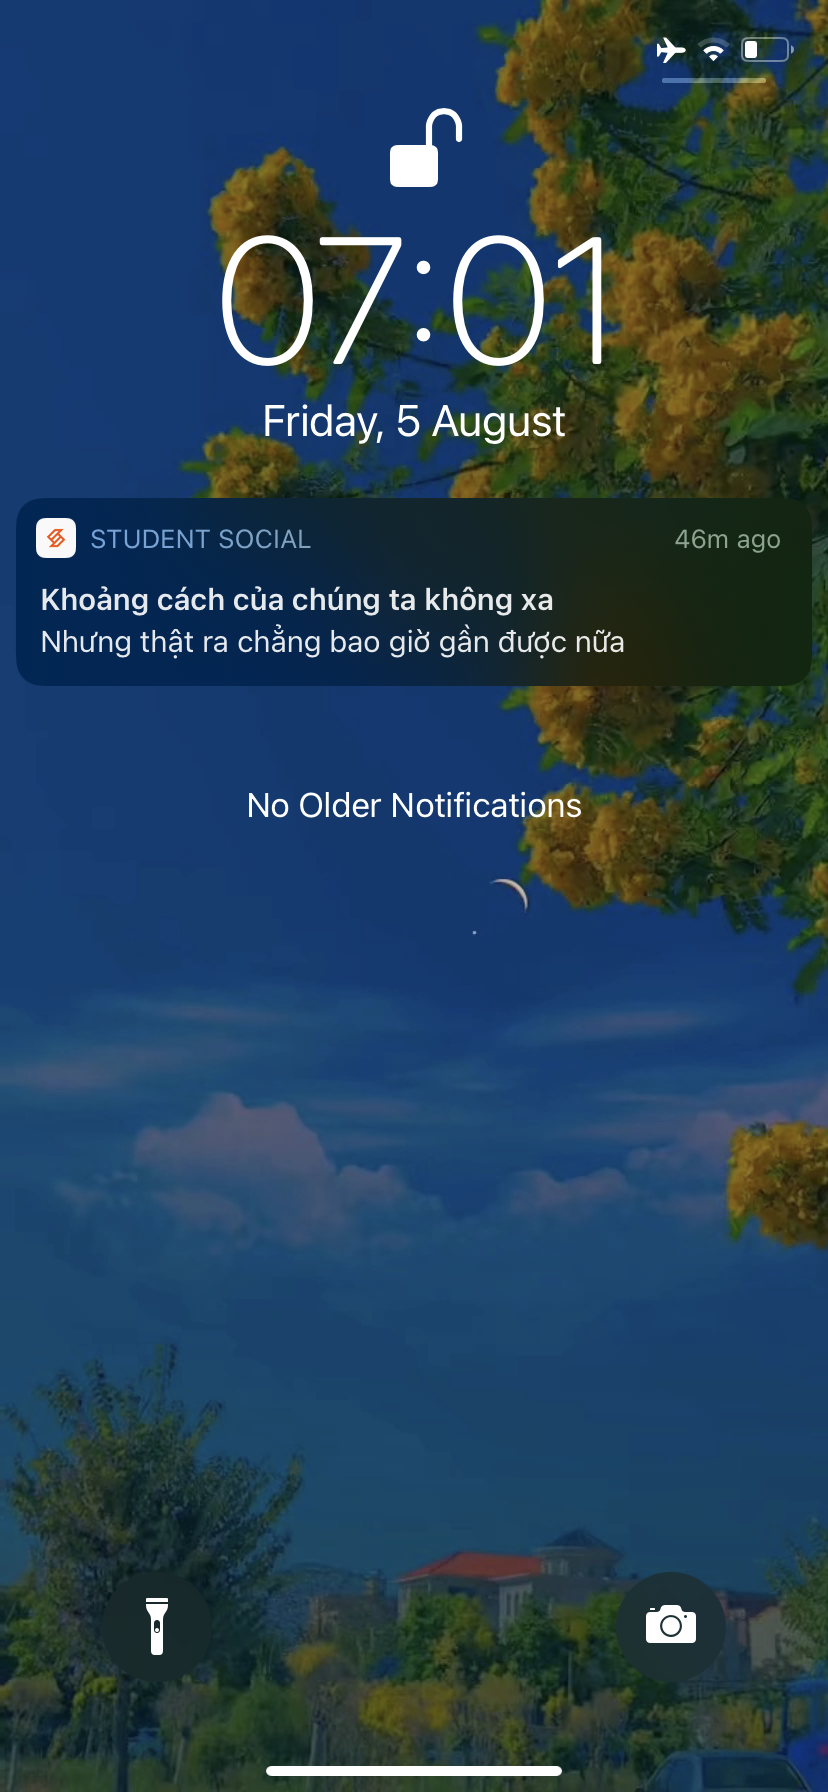 07:01
Friday, 5 August
STUDENT SOCIAL
46m ago
Khoảng cách của chúng ta không xa
Nhưng thật ra chẳng bao giờ gần được nữa
No Older Notifications